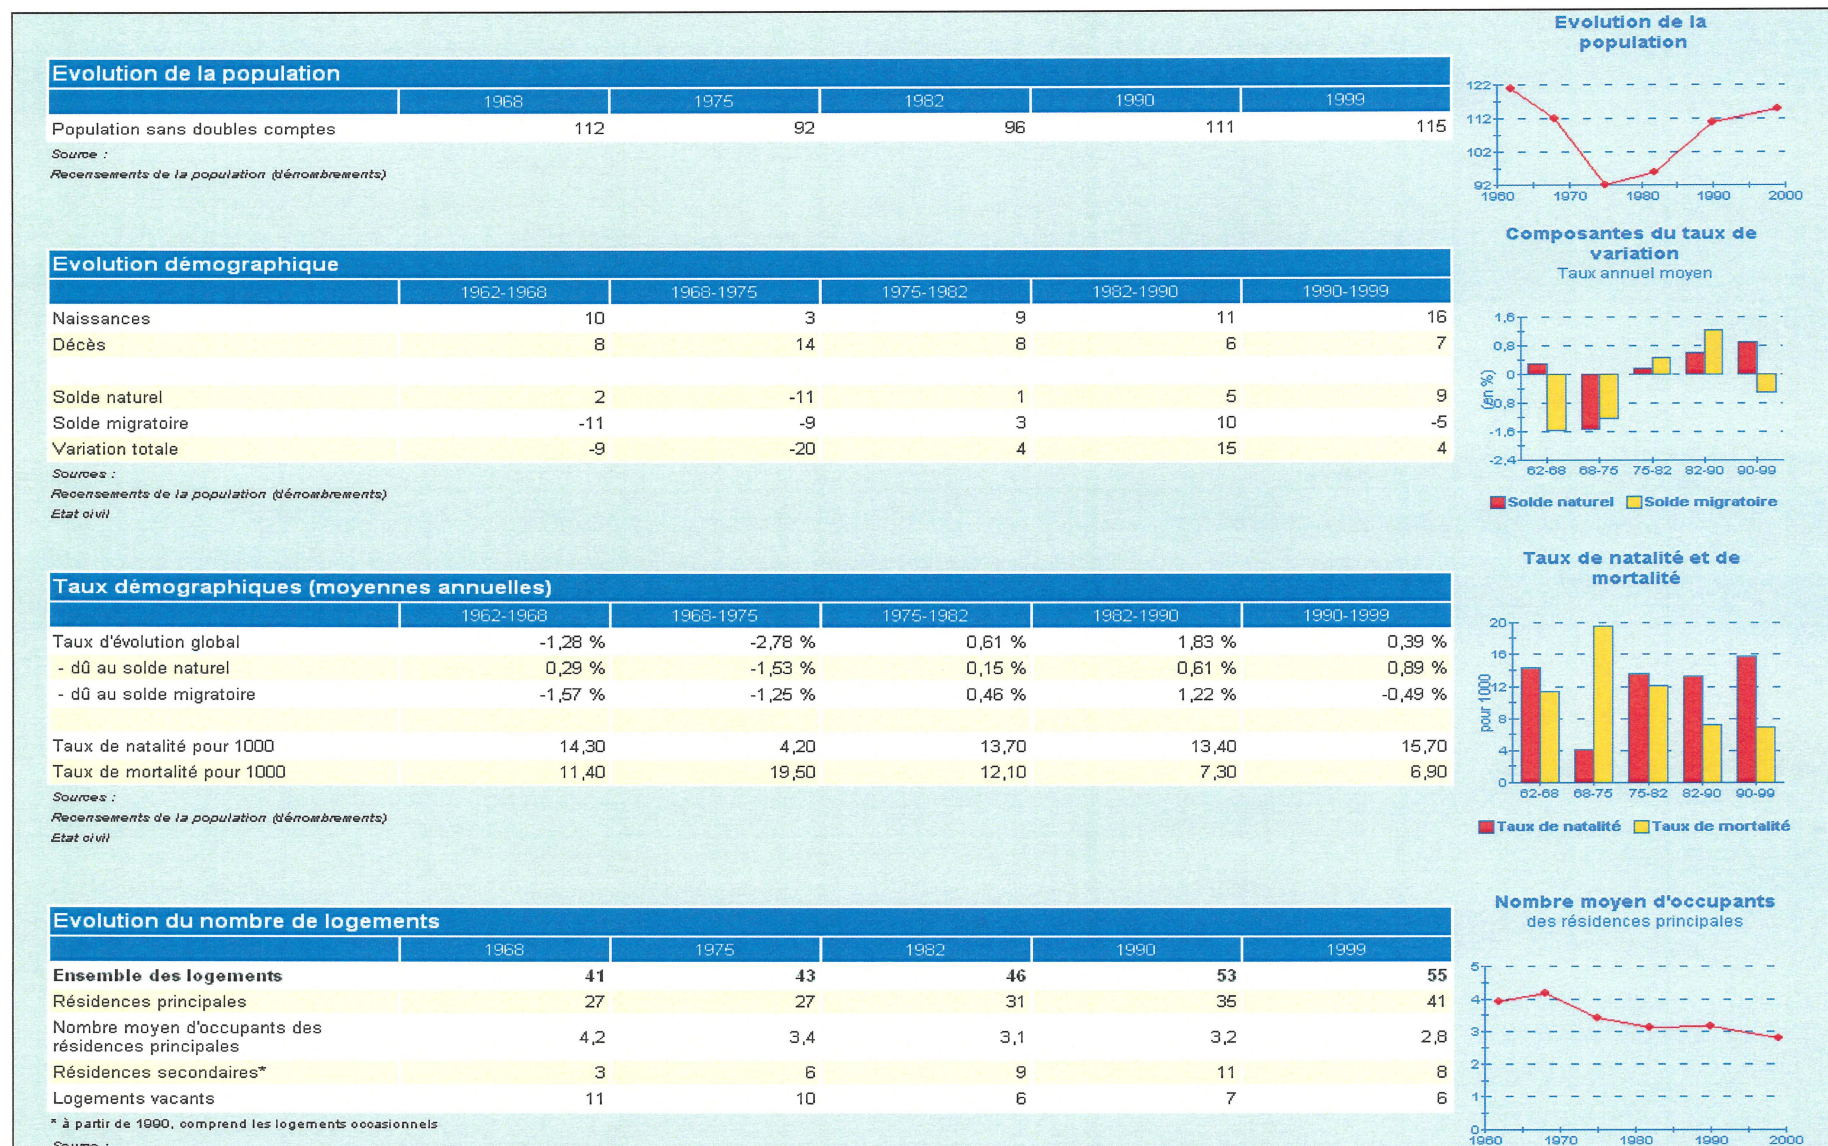 Evolution de la population
1968 1975 1982 1990 1999
Population sans doubles comptes 112 92 96 111 115
Source :
Recensements de la population (dénombrements)
Evolution démographique
1962-1968 1968-1975 1975-1982 1982-1990 1990-1999
Naissances 10 3 9 11 16
Décès 8 14 8 6 7
Solde naturel 2 -11 1 5 9
Solde migratoire -11 -9 3 10 -5
Variation totale -9 -20 4 15 4
Sources :
Recensements de la population (dénombrements)
Etat civil
Taux démographiques (moyennes annuelles)
1962-1968 1968-1975 1975-1982 1982-1990 1990-1999
Taux d'évolution global -1,28 % -2,78 % 0,61 % 1,83 % 0,39 %
- dû au solde naturel 0,29 % -1,53 % 0,15 % 0,61 % 0,89 %
- dû au solde migratoire -1,57 % -1,25 % 0,46 % 1,22 % -0,49 %
Taux de natalité pour 1000 14,30 4,20 13,70 13,40 15,70
Taux de mortalité pour 1000 11,40 19,50 12,10 7,30 6,90
Sources :
Recensements de la population (dénombrements)
Etat civil
Evolution du nombre de logements
1968 1975 1982 1990 1999
Ensemble des logements 41 43 46 53 55
Résidences principales 27 27 31 35 41
Nombre moyen d'occupants des
résidences principales 4,2 3,4 3,1 3,2 2,8
Résidences secondaires* 3 6 9 11 8
Logements vacants 11 10 6 7 6
* à partir de 1990, comprend les logements occasionnels
Source :
Evolution de la
population
122
112
102
92
1960 1970 1980 1990 2000
Composantes du taux de
variation
Taux annuel moyen
(en %)
1,6
0,8
0
-0,8
-1,6
-2,4
62-68 68-75 75-82 82-90 90-99
Solde naturel Solde migratoire
Taux de natalité et de
mortalité
pour 1000
20
16
12
8
4
0
62-68 68-75 75-82 82-90 90-99
Taux de natalité Taux de mortalité
Nombre moyen d'occupants
des résidences principales
5
4
3
2
1
0
1960 1970 1980 1990 2000